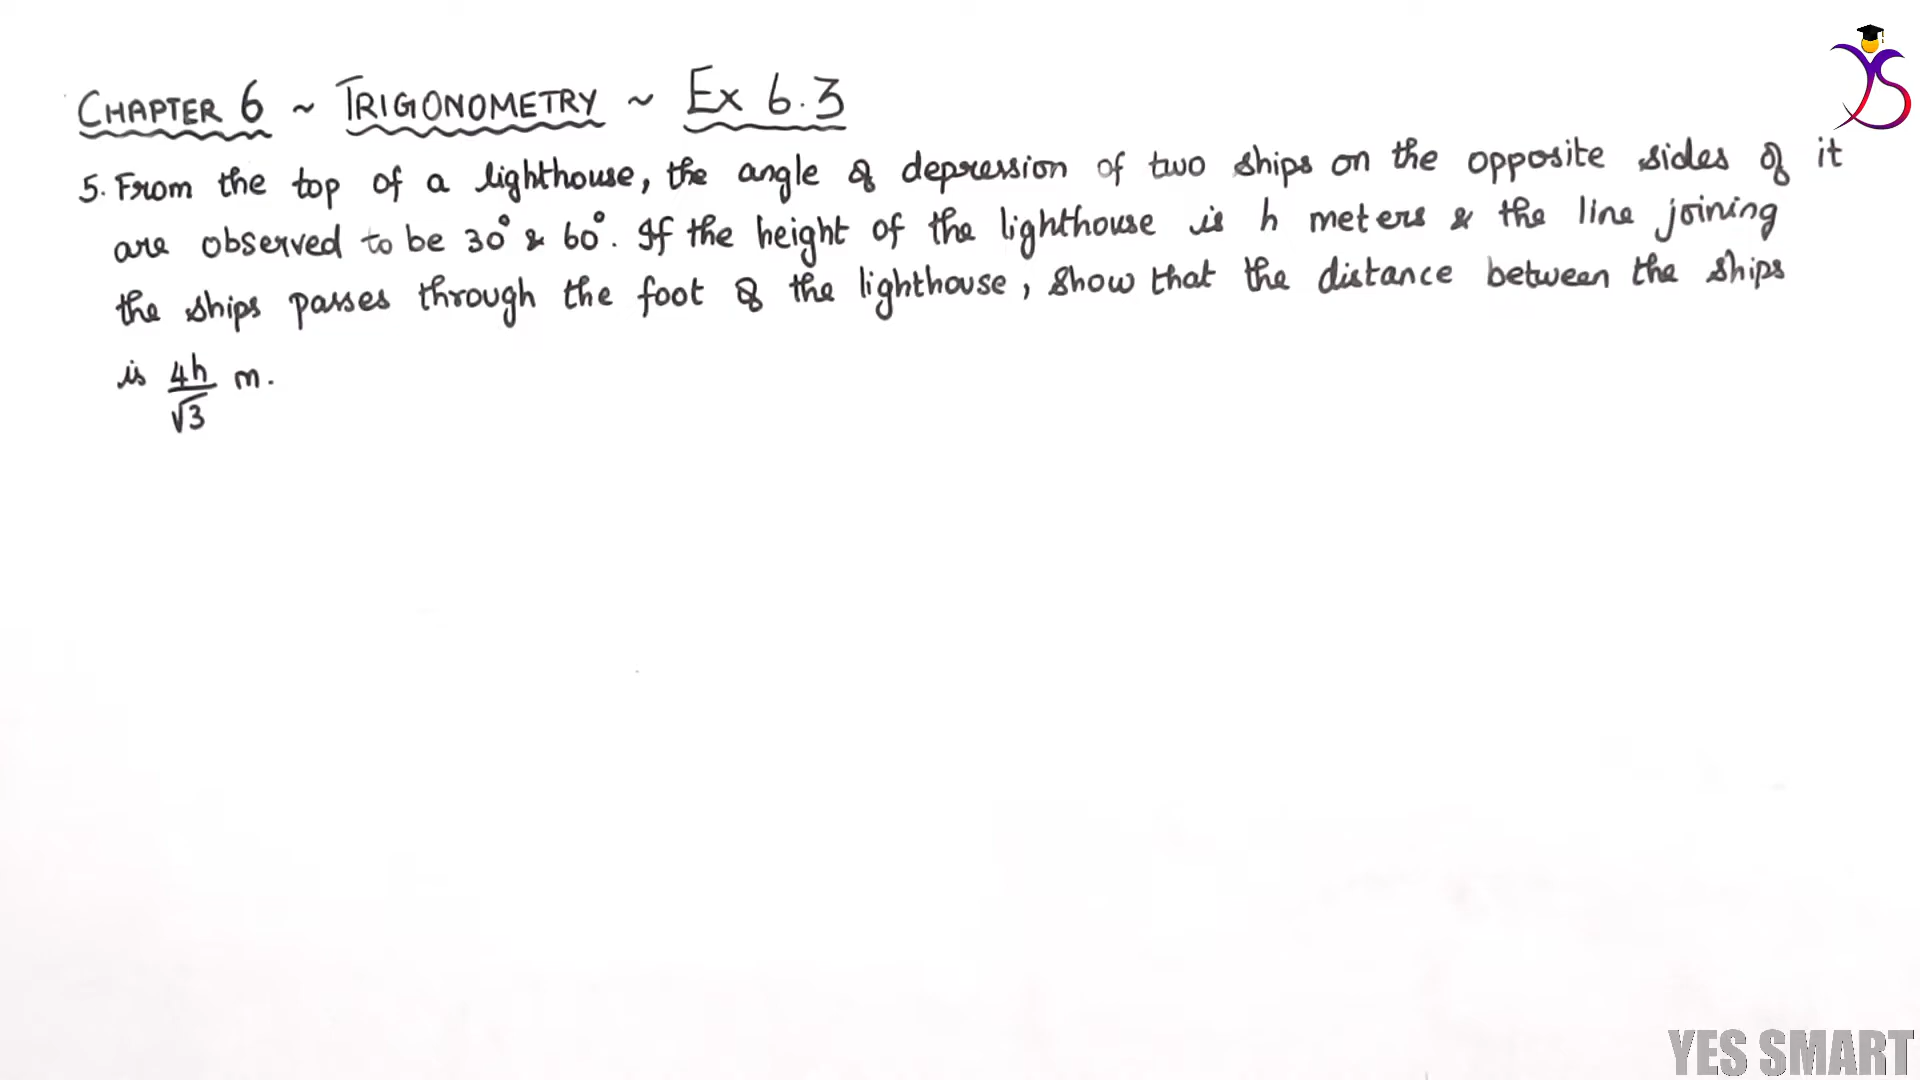 CHAPTER 6 ~ TRIGONOMETRY ~ Ex 6.3
5. From the top of a lighthouse, the angle of depression of two ships on the opposite sides of it
are observed to be 30° & 60°. If the height of the lighthouse is h meters & the line joining
the ships passes through the foot of the lighthouse, show that the distance between the ships
is 4h/√3 m.
YES SMART